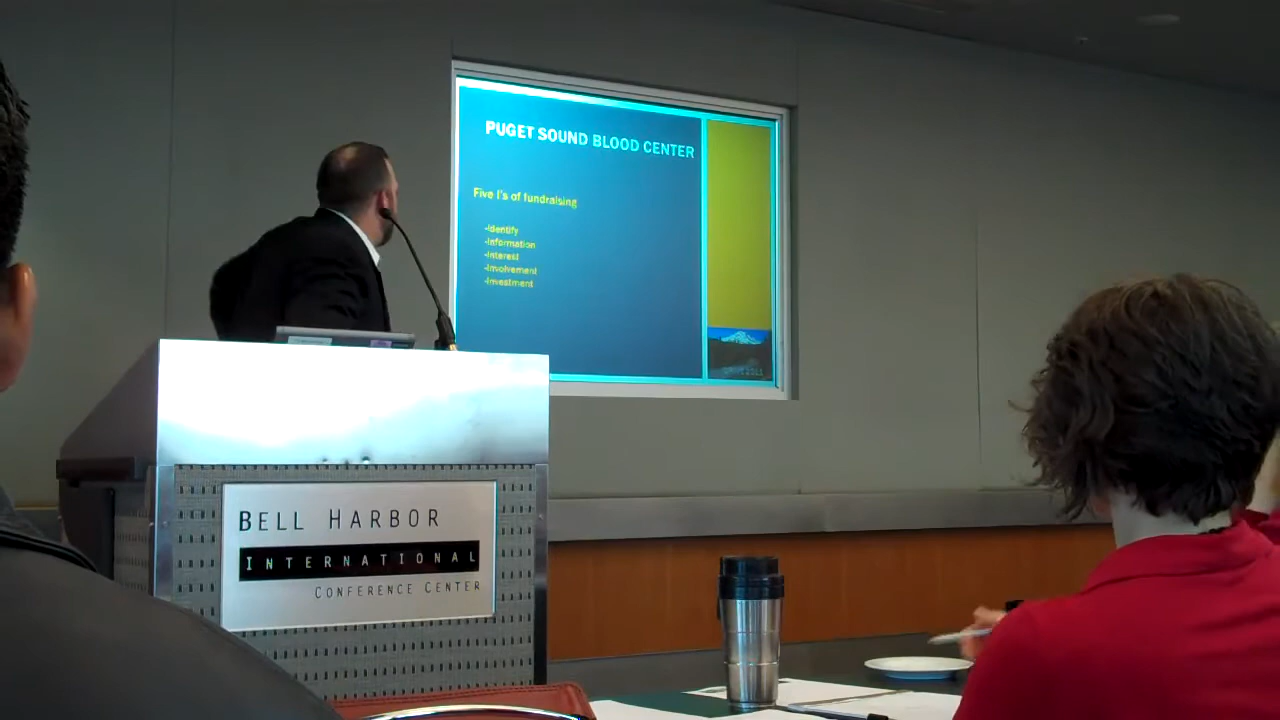 PUGET SOUND BLOOD CENTER
Five I's of fundraising
-Identify
-Information
-Interest
-Involvement
-Investment
BELL HARBOR
INTERNATIONAL
CONFERENCE CENTER